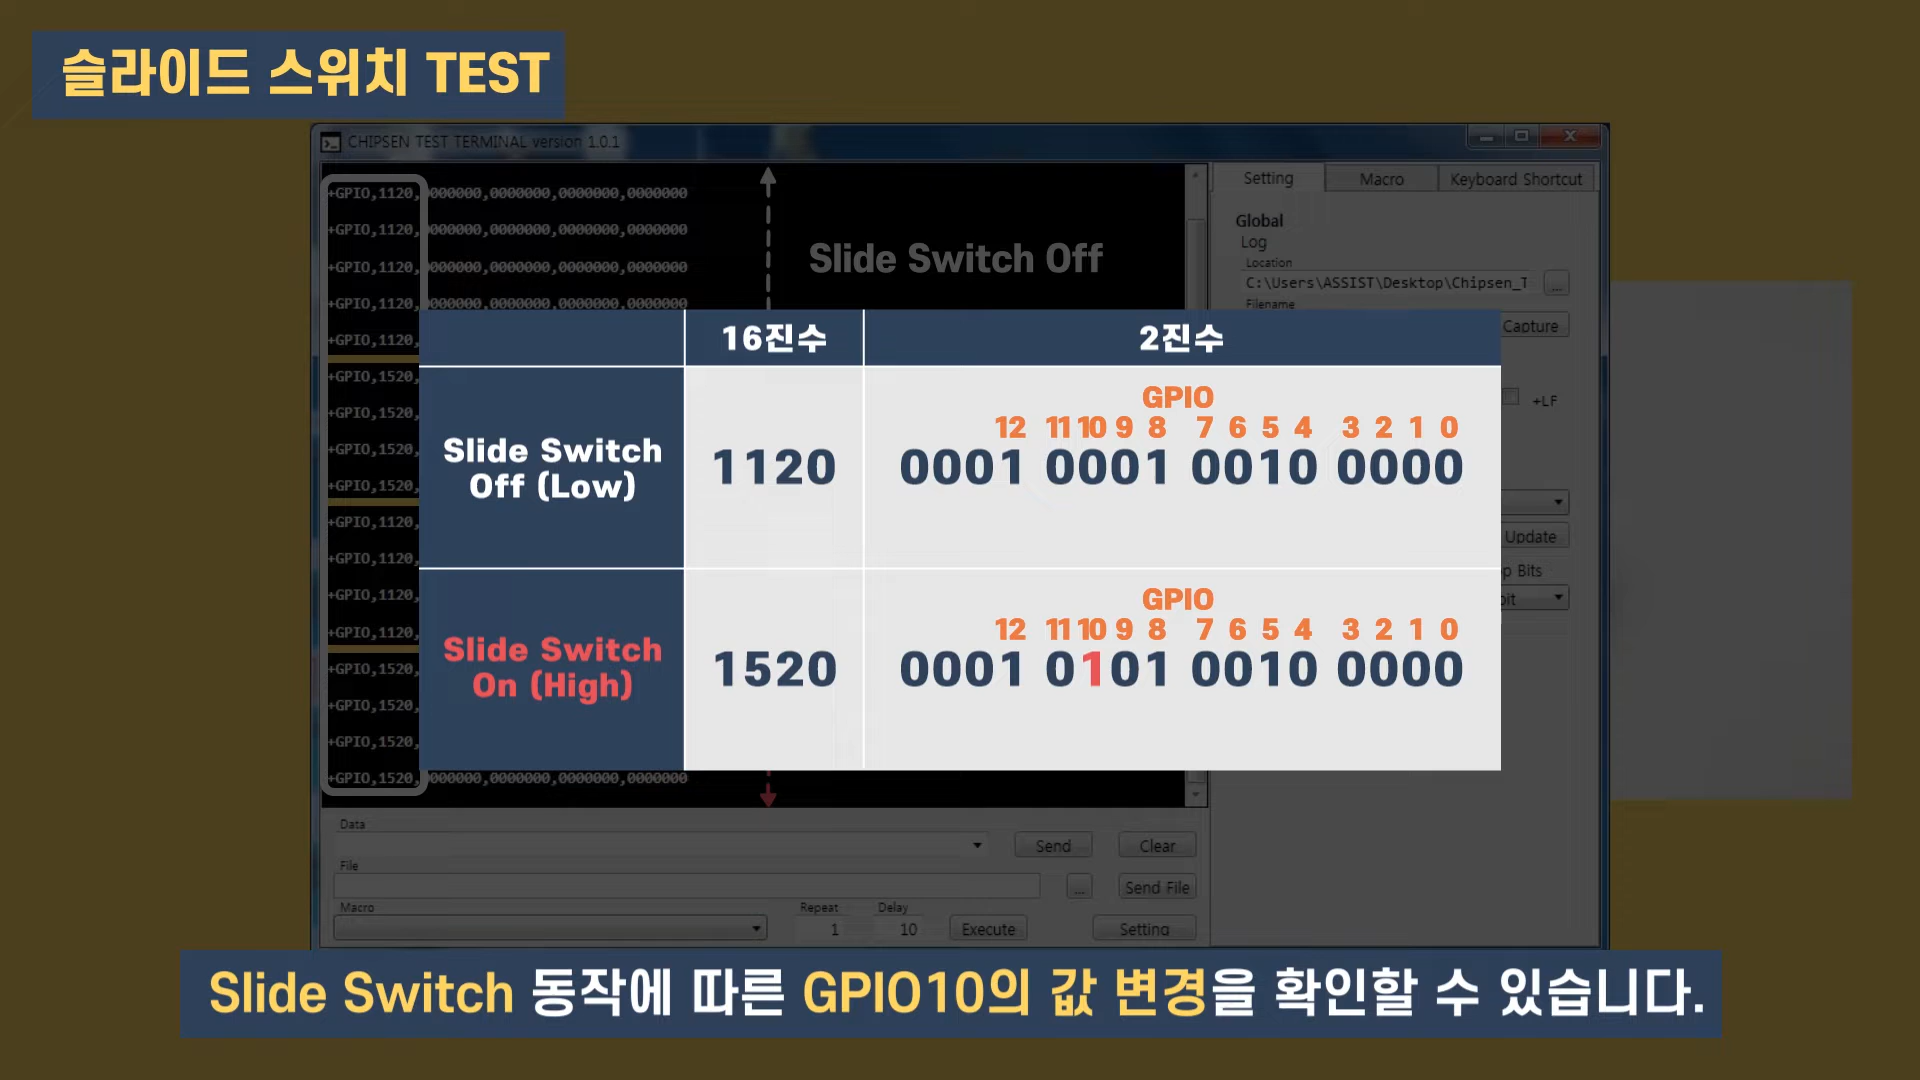 슬라이드 스위치 TEST
CHIPSEN TEST TERMINAL version 1.0.1
+GPIO,1120,0000000,0000000,0000000,0000000
+GPIO,1120,0000000,0000000,0000000,0000000
+GPIO,1120,0000000,0000000,0000000,0000000
+GPIO,1120,0000000,0000000,0000000,0000000
+GPIO,1120,
+GPIO,1520,
+GPIO,1520,
+GPIO,1520,
+GPIO,1520,
+GPIO,1120,
+GPIO,1120,
+GPIO,1120,
+GPIO,1120,
+GPIO,1520,
+GPIO,1520,
+GPIO,1520,
+GPIO,1520,0000000,0000000,0000000,0000000
Slide Switch Off
Setting Macro Keyboard Shortcut
Global
Log
Location
C:\Users\ASSIST\Desktop\Chipsen_T ...
Filename
Capture
+LF
Update
Bits
16진수 2진수
Slide Switch
Off (Low)
1120
GPIO
12 11 10 9 8 7 6 5 4 3 2 1 0
0001 0001 0010 0000
Slide Switch
On (High)
1520
GPIO
12 11 10 9 8 7 6 5 4 3 2 1 0
0001 0101 0010 0000
Data
Send Clear
File
... Send File
Macro Repeat Delay
1 10 Execute Setting
Slide Switch 동작에 따른 GPIO10의 값 변경을 확인할 수 있습니다.